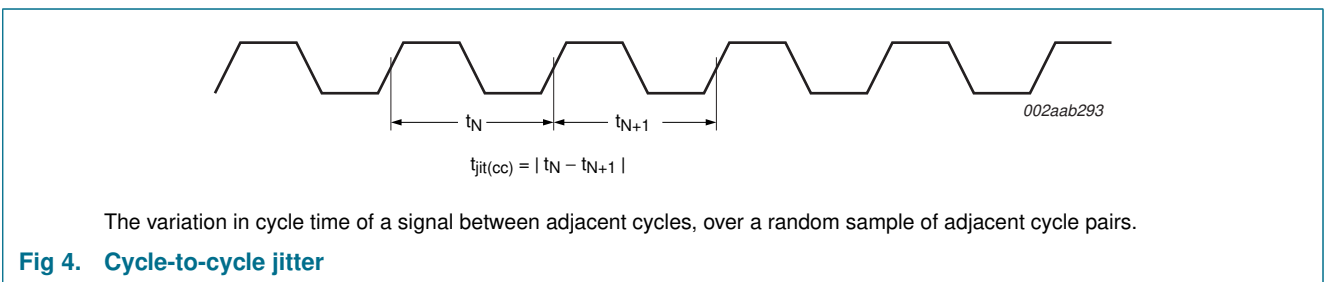 002aab293
tN tN+1
tjit(cc) = | tN − tN+1 |
The variation in cycle time of a signal between adjacent cycles, over a random sample of adjacent cycle pairs.
Fig 4. Cycle-to-cycle jitter